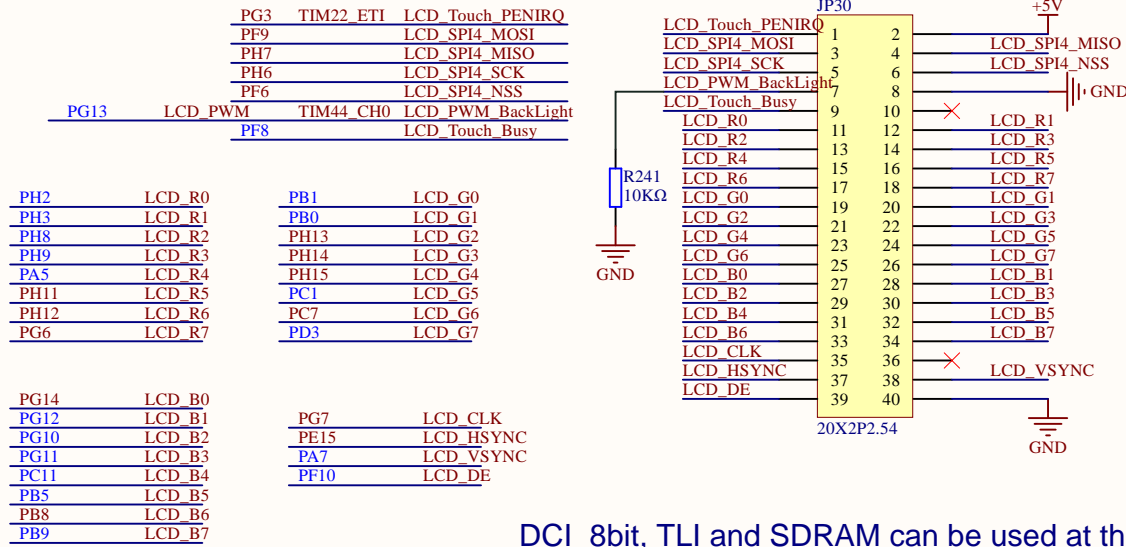 PG3 TIM22_ETI LCD_Touch_PENIRQ
PF9 LCD_SPI4_MOSI
PH7 LCD_SPI4_MISO
PH6 LCD_SPI4_SCK
PF6 LCD_SPI4_NSS
PG13 LCD_PWM TIM44_CH0 LCD_PWM_BackLight
PF8 LCD_Touch_Busy
PH2 LCD_R0
PH3 LCD_R1
PH8 LCD_R2
PH9 LCD_R3
PA5 LCD_R4
PH11 LCD_R5
PH12 LCD_R6
PG6 LCD_R7
PB1 LCD_G0
PB0 LCD_G1
PH13 LCD_G2
PH14 LCD_G3
PH15 LCD_G4
PC1 LCD_G5
PC7 LCD_G6
PD3 LCD_G7
PG14 LCD_B0
PG12 LCD_B1
PG10 LCD_B2
PG11 LCD_B3
PC11 LCD_B4
PB5 LCD_B5
PB8 LCD_B6
PB9 LCD_B7
PG7 LCD_CLK
PE15 LCD_HSYNC
PA7 LCD_VSYNC
PF10 LCD_DE
JP30 +5V
LCD_Touch_PENIRQ 1 2
LCD_SPI4_MOSI 3 4 LCD_SPI4_MISO
LCD_SPI4_SCK 5 6 LCD_SPI4_NSS
LCD_PWM_BackLight 7 8 GND
LCD_Touch_Busy 9 10
LCD_R0 11 12 LCD_R1
LCD_R2 13 14 LCD_R3
LCD_R4 15 16 LCD_R5
LCD_R6 17 18 LCD_R7
LCD_G0 19 20 LCD_G1
LCD_G2 21 22 LCD_G3
LCD_G4 23 24 LCD_G5
LCD_G6 25 26 LCD_G7
LCD_B0 27 28 LCD_B1
LCD_B2 29 30 LCD_B3
LCD_B4 31 32 LCD_B5
LCD_B6 33 34 LCD_B7
LCD_CLK 35 36
LCD_HSYNC 37 38 LCD_VSYNC
LCD_DE 39 40
20X2P2.54
R241
10KΩ
GND
GND
DCI 8bit, TLI and SDRAM can be used at th